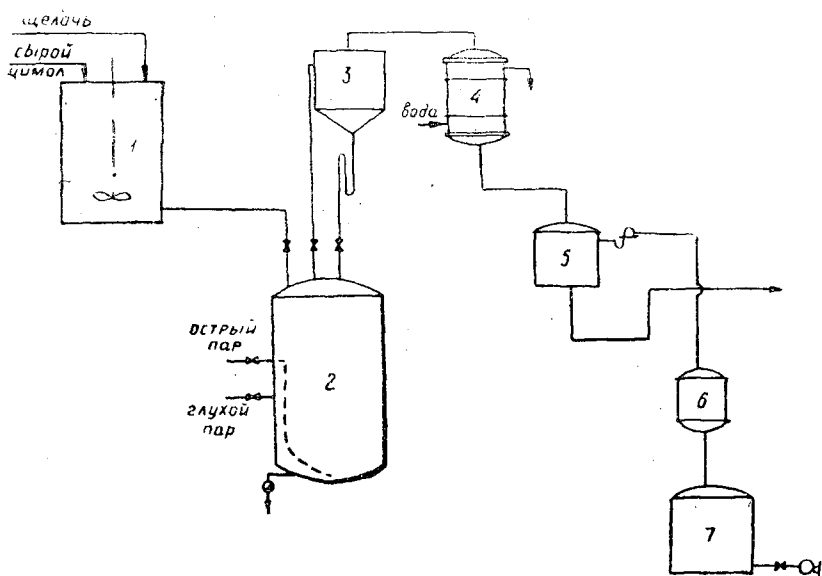 щелочь
сырой
цимол
1
3
4
вода
5
острый
пар
2
глухой
пар
6
7